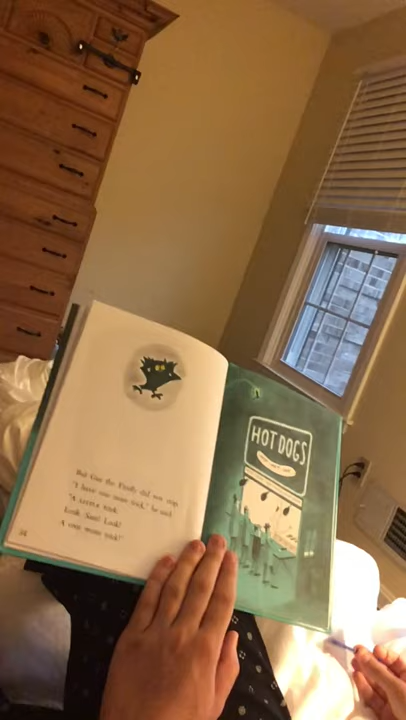 But Gus the Firefly did not stop.
"I have one more trick," he said.
"A LITTLE trick.
Look, Sam! Look!
A very more trick!"
HOT DOGS